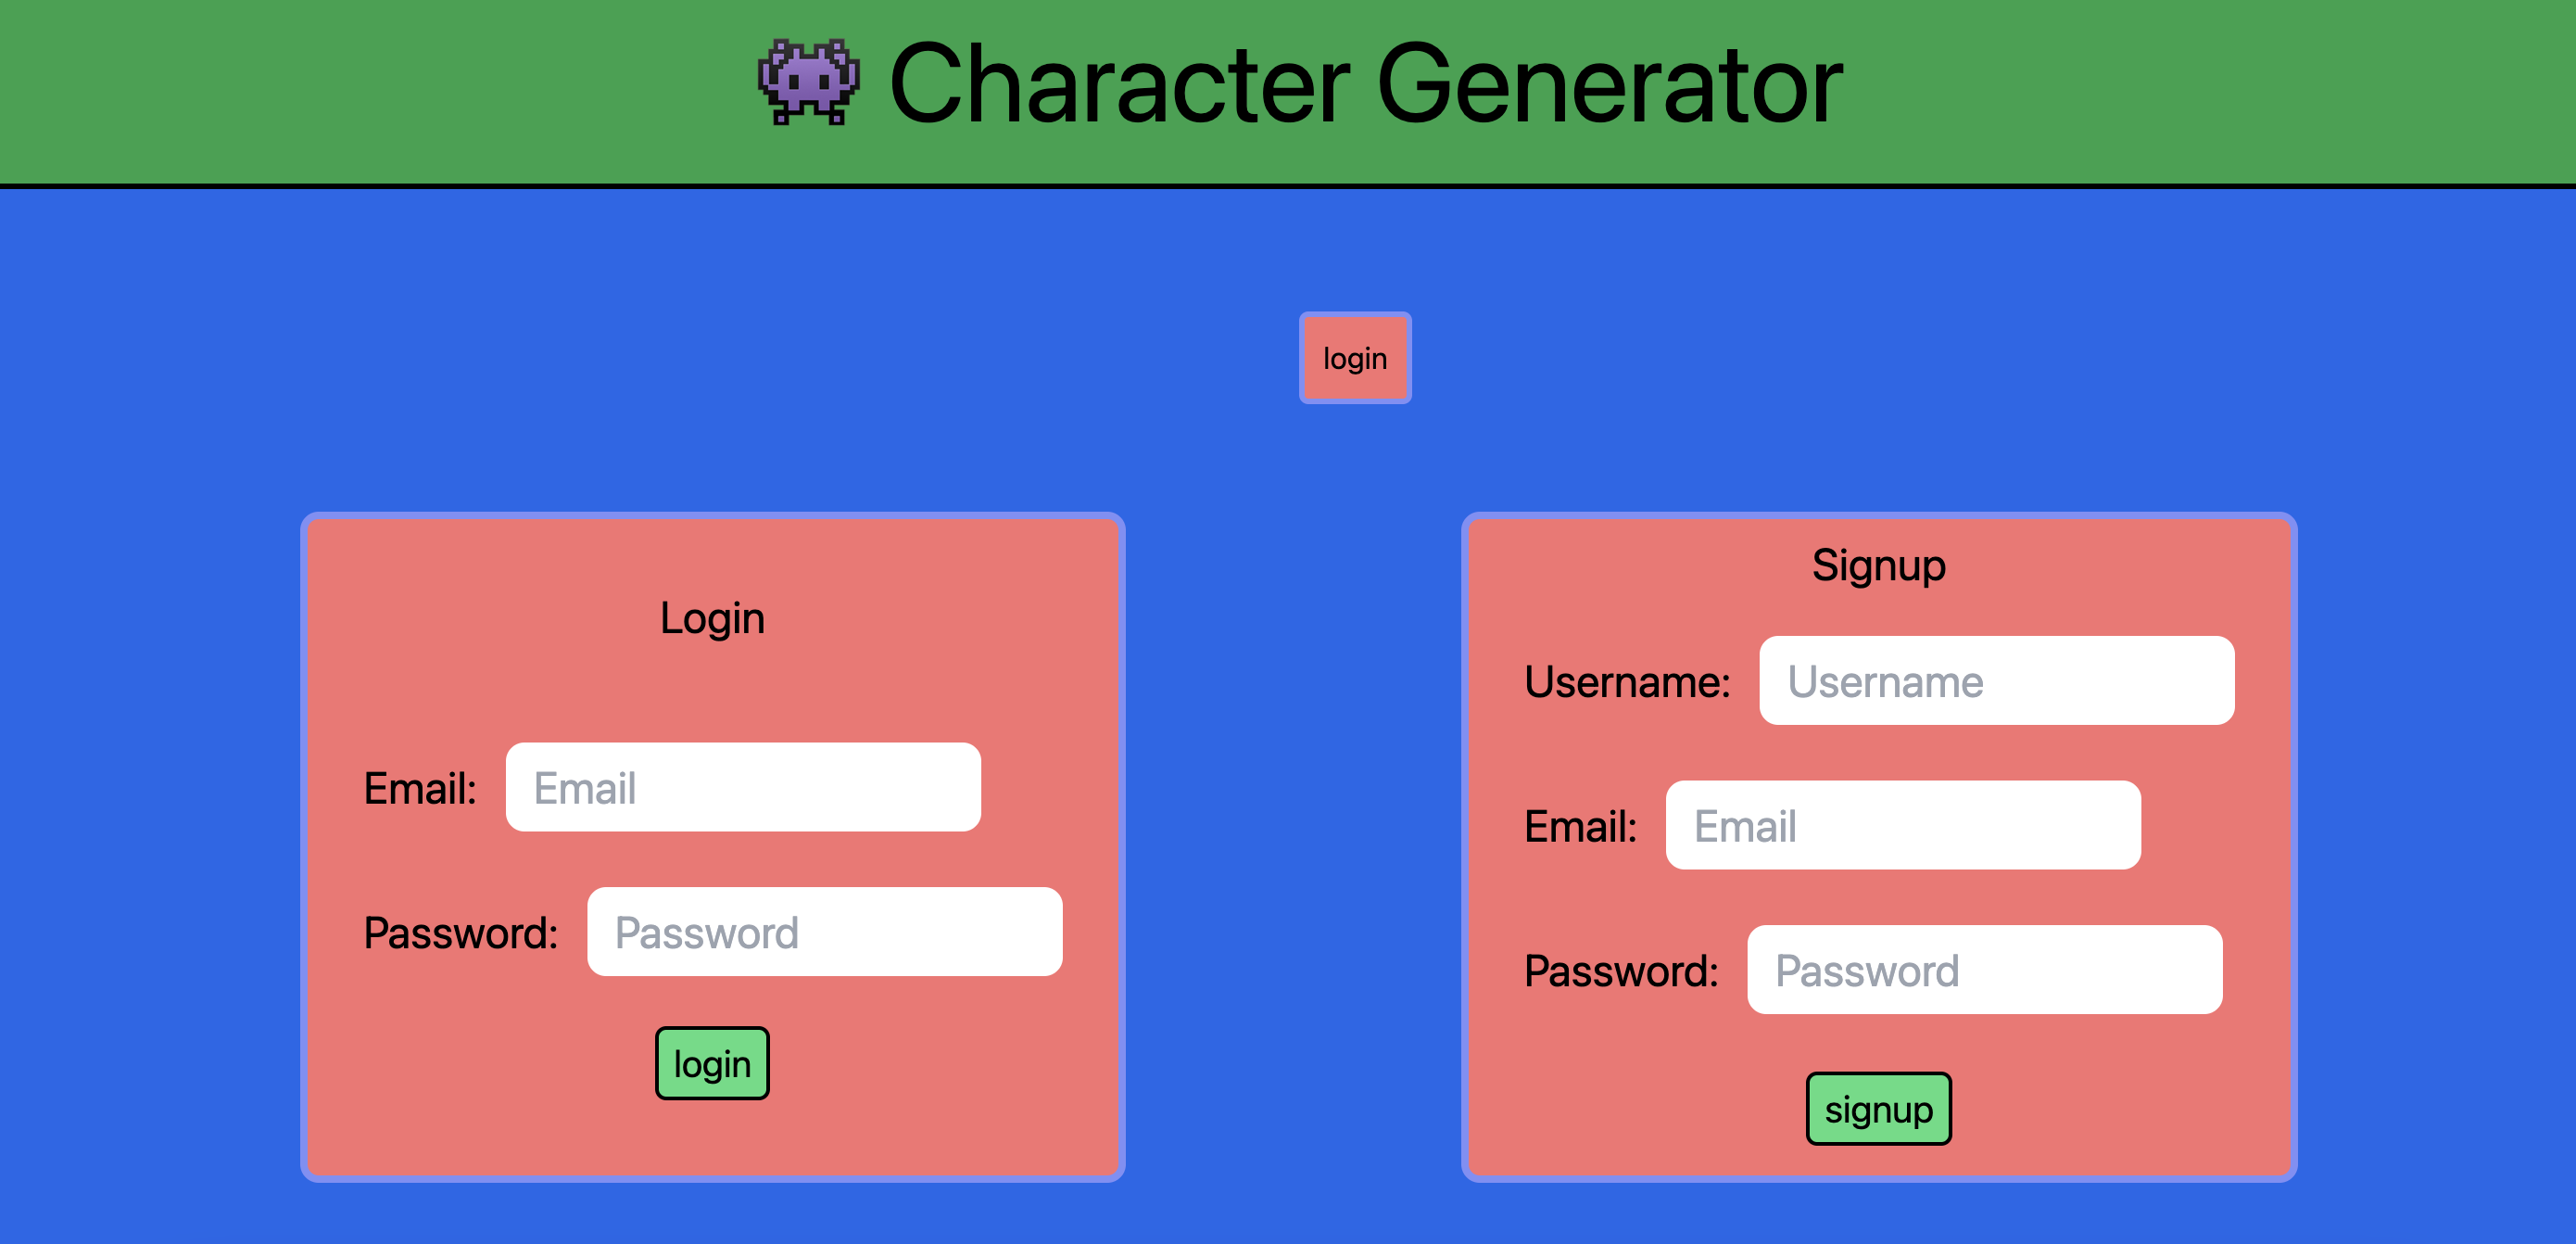 Character Generator
login
Login
Email: Email
Password: Password
login
Signup
Username: Username
Email: Email
Password: Password
signup